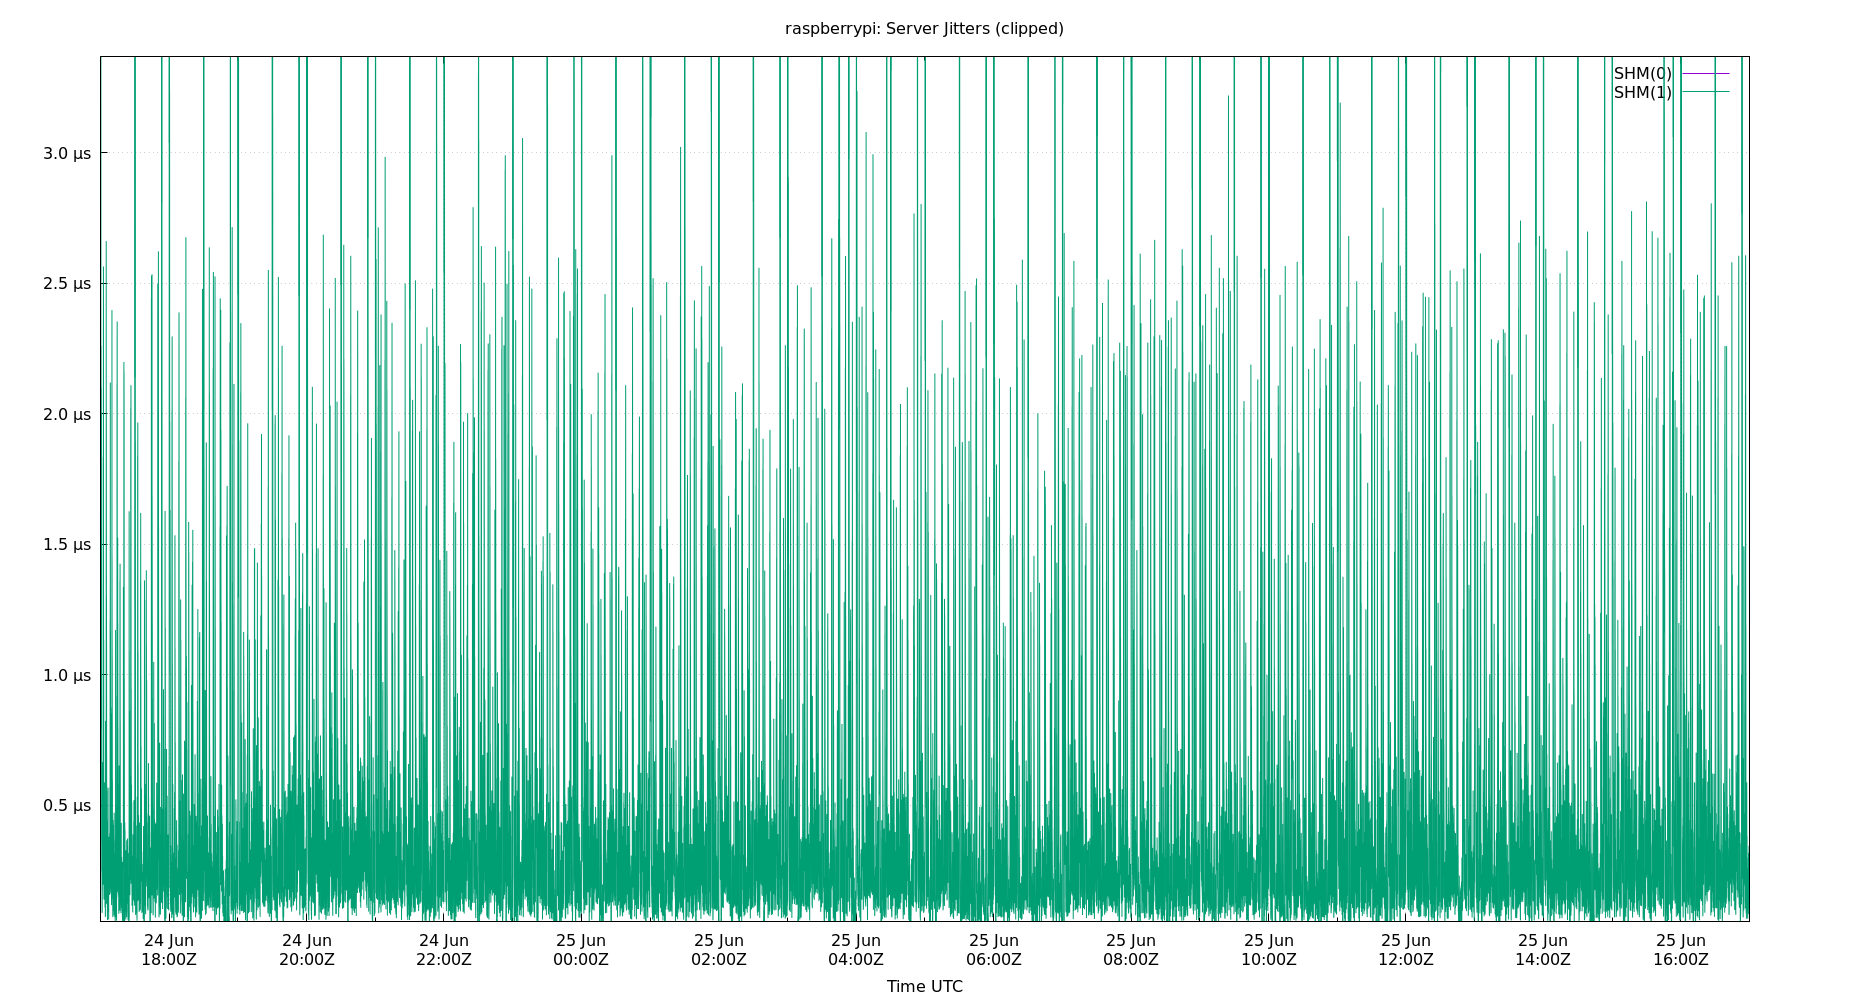 raspberrypi: Server Jitters (clipped)
SHM(0)
SHM(1)
3.0 µs
2.5 µs
2.0 µs
1.5 µs
1.0 µs
0.5 µs
24 Jun 24 Jun 24 Jun 25 Jun 25 Jun 25 Jun 25 Jun 25 Jun 25 Jun 25 Jun 25 Jun 25 Jun
18:00Z 20:00Z 22:00Z 00:00Z 02:00Z 04:00Z 06:00Z 08:00Z 10:00Z 12:00Z 14:00Z 16:00Z
Time UTC